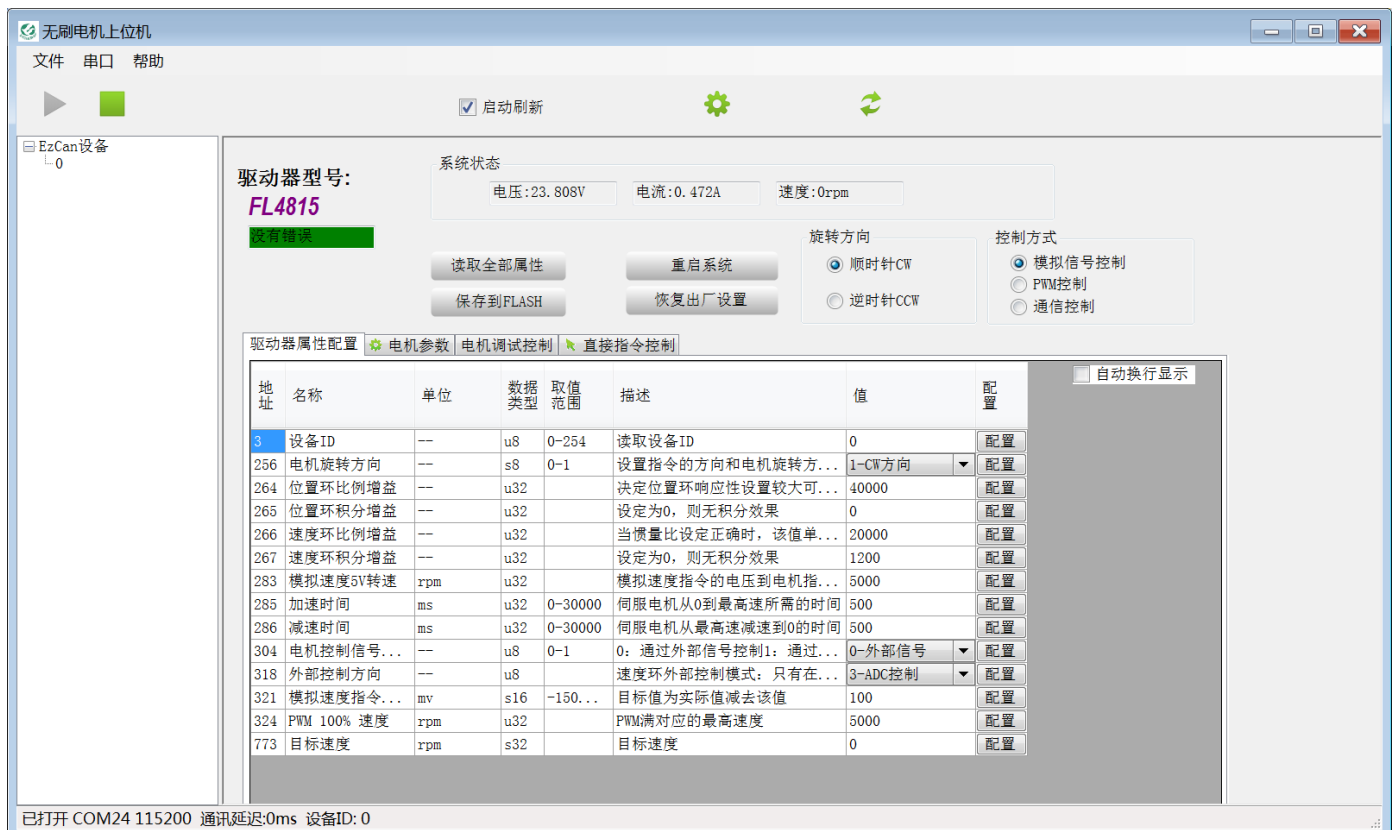 无刷电机上位机
文件 串口 帮助
启动刷新
EzCan设备
0
驱动器型号:
FL4815
没有错误
系统状态
电压:23.808V 电流:0.472A 速度:0rpm
读取全部属性 重启系统
保存到FLASH 恢复出厂设置
旋转方向
顺时针CW
逆时针CCW
控制方式
模拟信号控制
PWM控制
通信控制
驱动器属性配置 电机参数 电机调试控制 直接指令控制
自动换行显示
地址 名称 单位 数据类型 取值范围 描述 值 配置
3 设备ID -- u8 0-254 读取设备ID 0 配置
256 电机旋转方向 -- s8 0-1 设置指令的方向和电机旋转方... 1-CW方向 配置
264 位置环比例增益 -- u32 决定位置环响应性设置较大可... 40000 配置
265 位置环积分增益 -- u32 设定为0，则无积分效果 0 配置
266 速度环比例增益 -- u32 当惯量比设定正确时，该值单... 20000 配置
267 速度环积分增益 -- u32 设定为0，则无积分效果 1200 配置
283 模拟速度5V转速 rpm u32 模拟速度指令的电压到电机指... 5000 配置
285 加速时间 ms u32 0-30000 伺服电机从0到最高速所需的时间 500 配置
286 减速时间 ms u32 0-30000 伺服电机从最高速减速到0的时间 500 配置
304 电机控制信号... -- u8 0-1 0：通过外部信号控制1：通过... 0-外部信号 配置
318 外部控制方向 -- u8 速度环外部控制模式：只有在... 3-ADC控制 配置
321 模拟速度指令... mv s16 -150... 目标值为实际值减去该值 100 配置
324 PWM 100% 速度 rpm u32 PWM满对应的最高速度 5000 配置
773 目标速度 rpm s32 目标速度 0 配置
已打开 COM24 115200 通讯延迟:0ms 设备ID: 0